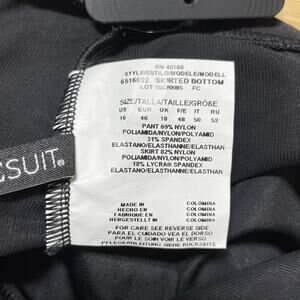 RN 40168
STYLE/ESTILO/MODELE/MODELL
6516602 SKIRTED BOTTOM
LOT 10070085 FC
SIZE/TALLA/TAILLE/GRÖßE
US EX UK F/E IT RU
16 46 18 48 50 52
PANT 69% NYLON
POLIAMIDA/NYLON/POLYAMID
31% SPANDEX
ELASTANO/ELASTHANNE/ELASTHAN
SKIRT 82% NYLON
POLIAMIDA/NYLON/POLYAMID
18% LYCRA® SPANDEX
ELASTANO/ELASTHANNE/ELASTHAN
MADE IN COLOMBIA
HECHO EN COLOMBIA
FABRIQUE EN COLOMBIA
HERGESTELLT IN COLOMBIA
FOR CARE SEE REVERSE SIDE
PARA EL CUIDADO VEA EL DORSO
POUR LE SOIN VOIR LE VERSO
PFLEGEANLEITUNG SIEHE RÜCKSEITE
CSUIT®